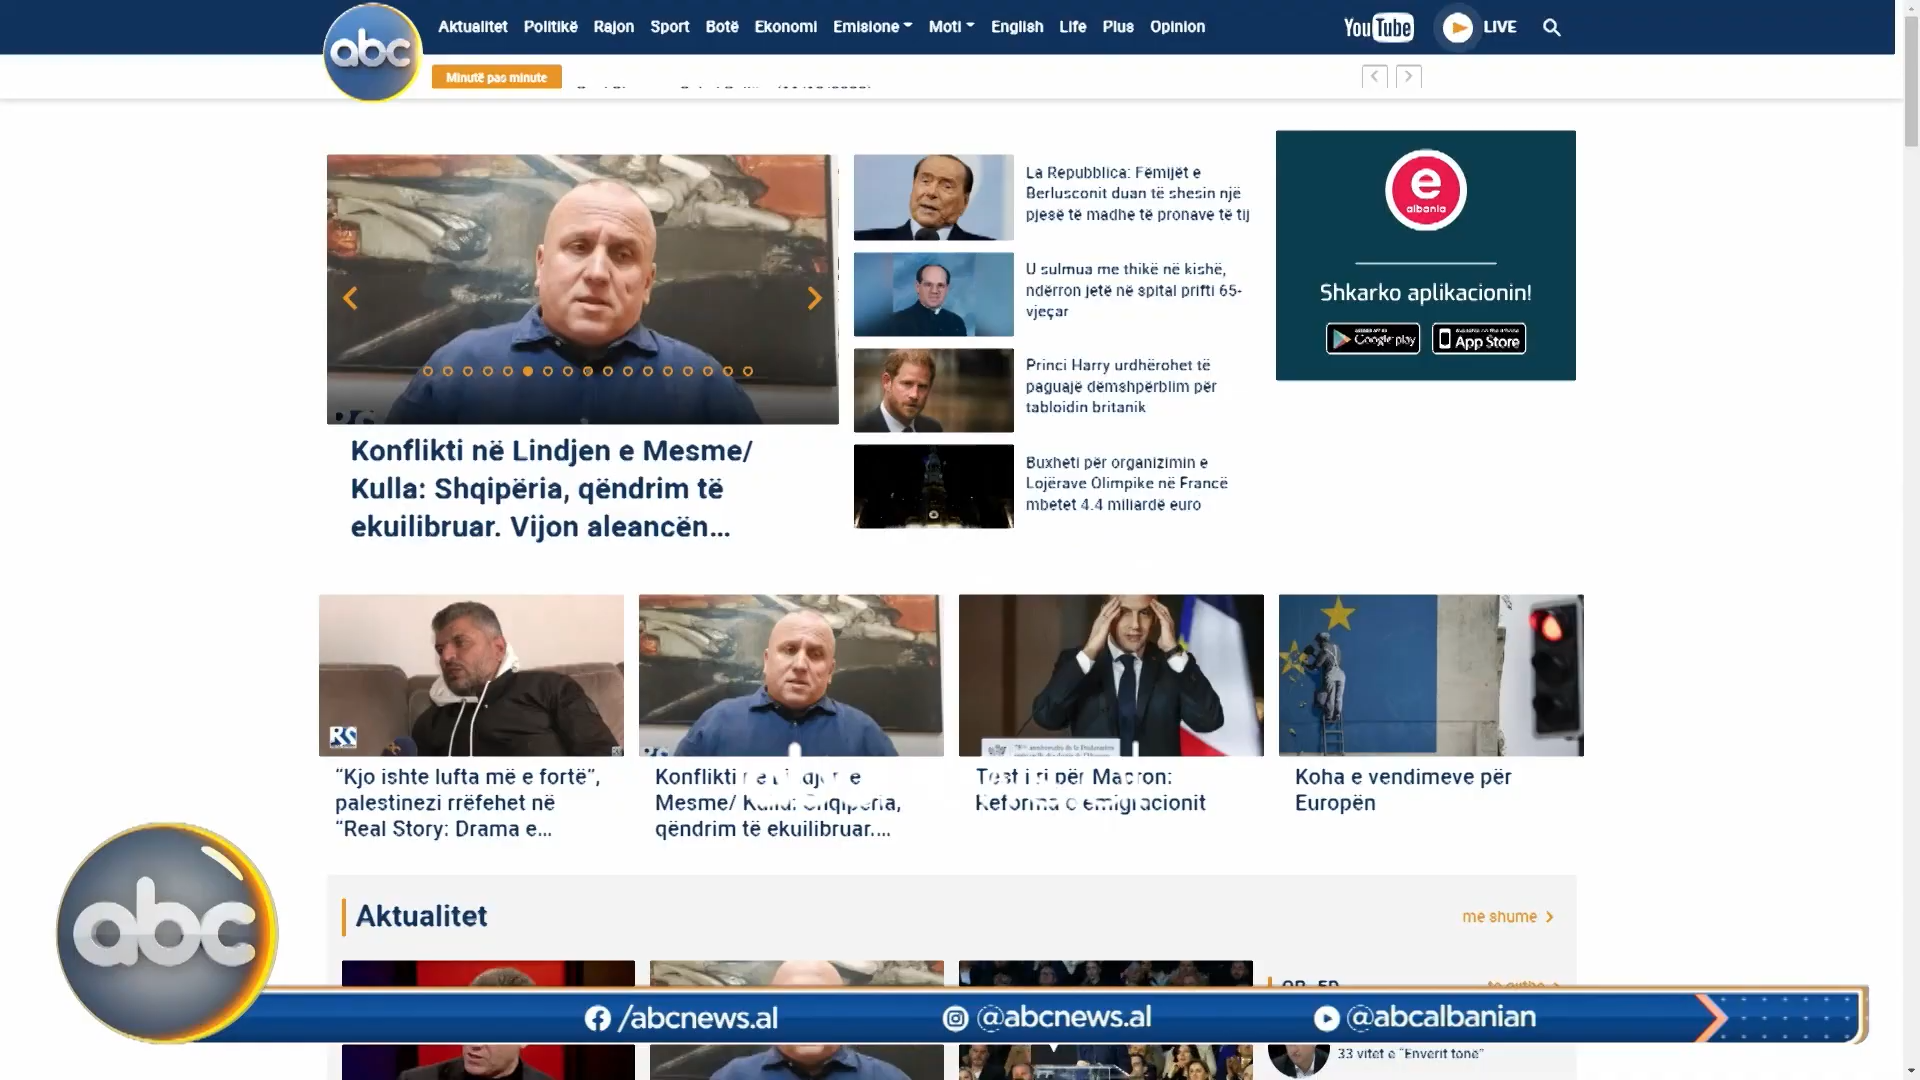 abc
Aktualitet Politikë Rajon Sport Botë Ekonomi Emisione Moti English Life Plus Opinion
YouTube
LIVE
Minutë pas minute
La Repubblica: Fëmijët e
Berlusconit duan të shesin një
pjesë të madhe të pronave të tij
U sulmua me thikë në kishë,
ndërron jetë në spital prifti 65-
vjeçar
Princi Harry urdhërohet të
paguajë dëmshpërblim për
tabloidin britanik
Buxheti për organizimin e
Lojërave Olimpike në Francë
mbetet 4.4 miliardë euro
e
albania
Shkarko aplikacionin!
Google play
App Store
Konflikti në Lindjen e Mesme/
Kulla: Shqipëria, qëndrim të
ekuilibruar. Vijon aleancën...
RS
"Kjo ishte lufta më e fortë",
palestinezi rrëfehet në
"Real Story: Drama e...
Konflikti në Lindjen e
Mesme/ Kulla: Shqipëria,
qëndrim të ekuilibruar....
Test i ri për Macron:
Reforma e emigracionit
Koha e vendimeve për
Europën
Aktualitet
me shume
OP - ED
abc
/abcnews.al
@abcnews.al
@abcalbanian
33 vitet e "Enverit tonë"